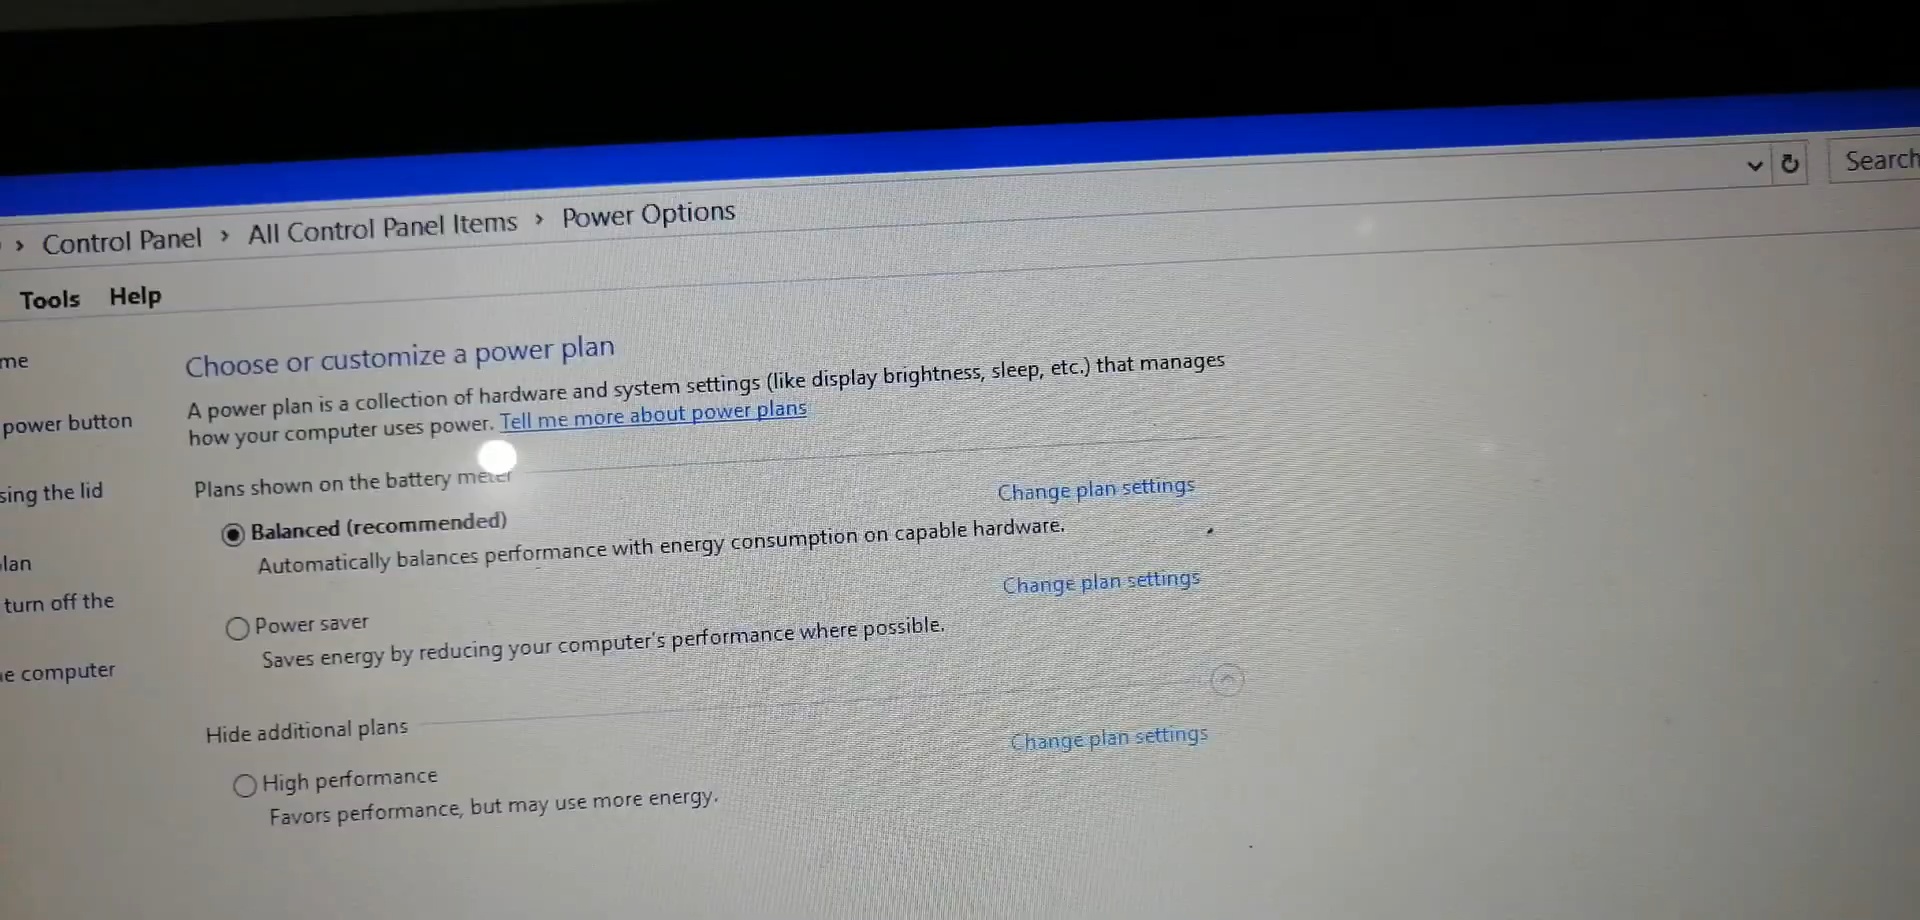 › Control Panel › All Control Panel Items › Power Options
Search
Tools Help
me
power button
sing the lid
lan
turn off the
e computer
Choose or customize a power plan
A power plan is a collection of hardware and system settings (like display brightness, sleep, etc.) that manages
how your computer uses power. Tell me more about power plans
Plans shown on the battery meter
Balanced (recommended) Change plan settings
Automatically balances performance with energy consumption on capable hardware.
Power saver Change plan settings
Saves energy by reducing your computer's performance where possible.
Hide additional plans
High performance Change plan settings
Favors performance, but may use more energy.